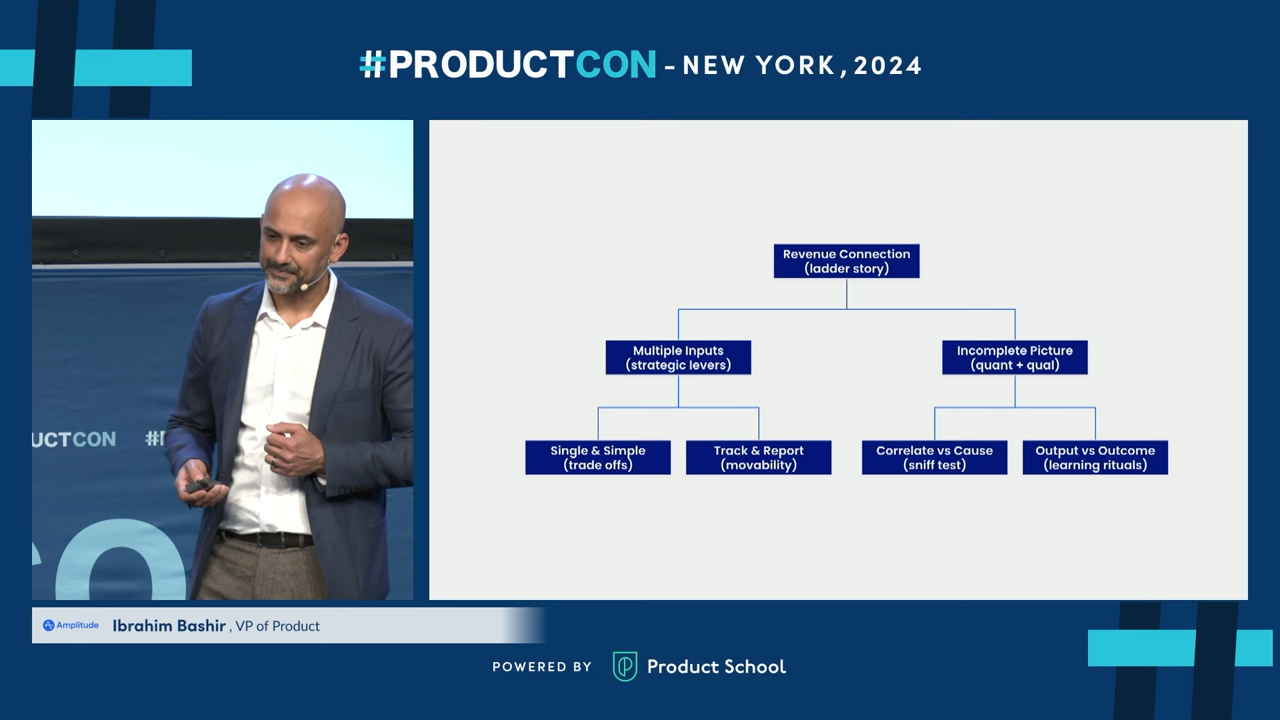 #PRODUCTCON - NEW YORK, 2024
Revenue Connection
(ladder story)
Multiple Inputs
(strategic levers)
Incomplete Picture
(quant + qual)
Single & Simple
(trade offs)
Track & Report
(movability)
Correlate vs Cause
(sniff test)
Output vs Outcome
(learning rituals)
UCTCON #
CO
Amplitude Ibrahim Bashir, VP of Product
POWERED BY Product School